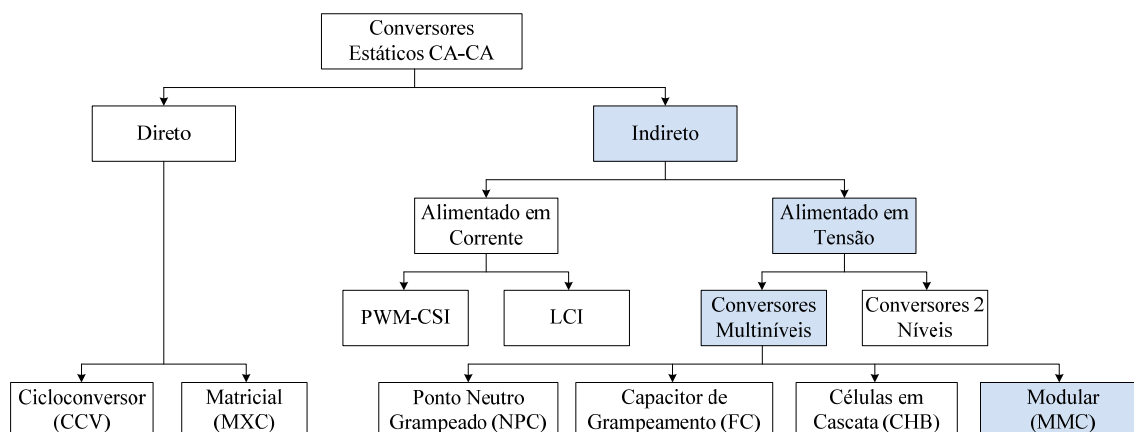 Conversores
Estáticos CA-CA
Direto
Indireto
Alimentado em
Corrente
Alimentado em
Tensão
PWM-CSI
LCI
Conversores
Multiníveis
Conversores 2
Níveis
Cicloconversor
(CCV)
Matricial
(MXC)
Ponto Neutro
Grampeado (NPC)
Capacitor de
Grampeamento (FC)
Células em
Cascata (CHB)
Modular
(MMC)